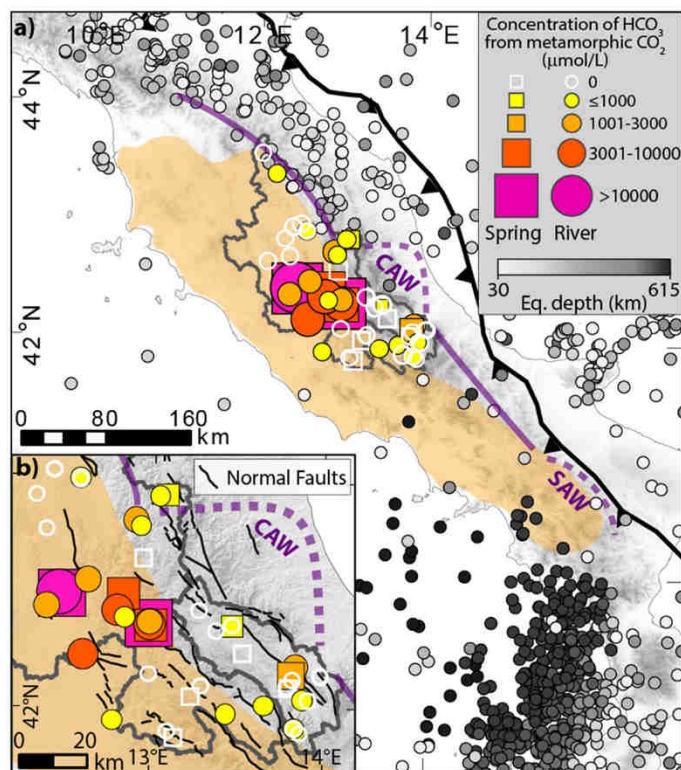 a)
10°E
12°E
14°E
44°N
42°N
Concentration of HCO3-
from metamorphic CO2
(μmol/L)
0
≤1000
1001-3000
3001-10000
>10000
Spring River
Eq. depth (km)
30 615
CAW
SAW
0 80 160
km
b)
Normal Faults
CAW
42°N
13°E
14°E
0 20
km